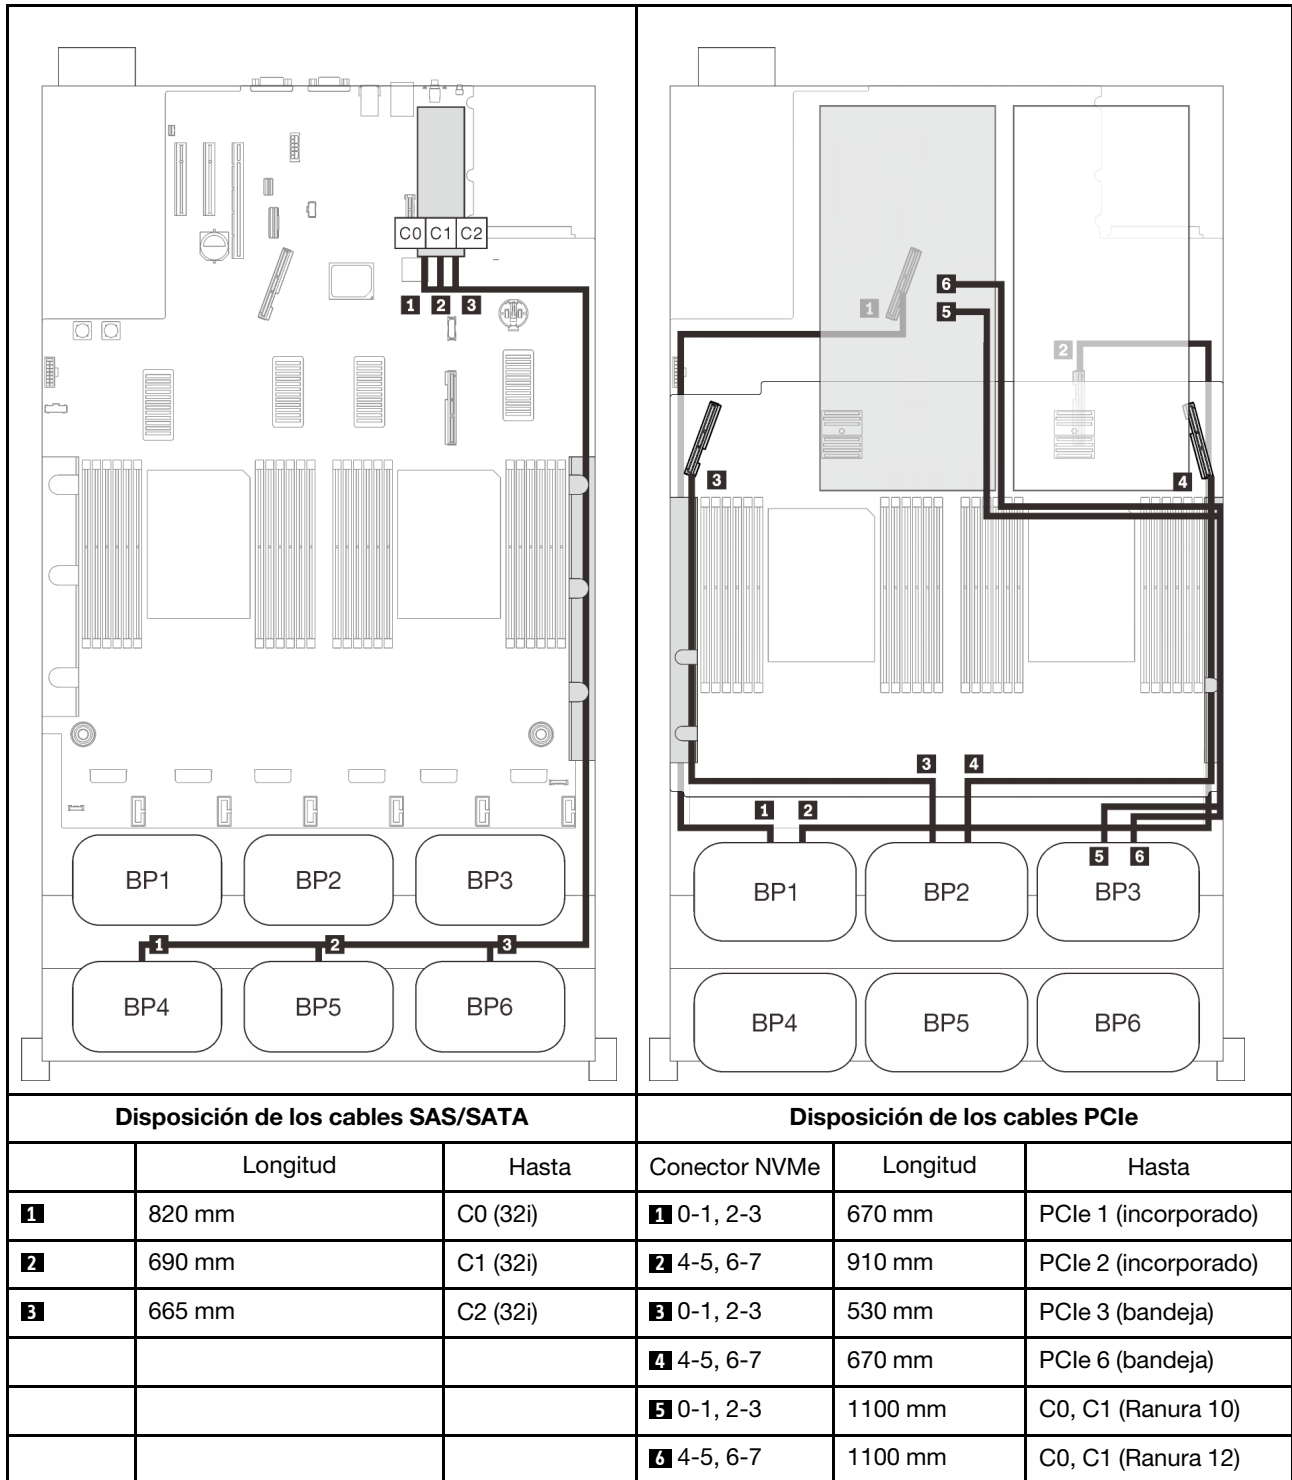 C0 C1 C2
1 2 3
BP1 BP2 BP3
1 2 3
BP4 BP5 BP6
6
1 5
2
3 4
3 4
1 2
5 6
BP1 BP2 BP3
BP4 BP5 BP6
Disposición de los cables SAS/SATA Disposición de los cables PCIe
Longitud Hasta Conector NVMe Longitud Hasta
1 820 mm C0 (32i) 1 0-1, 2-3 670 mm PCIe 1 (incorporado)
2 690 mm C1 (32i) 2 4-5, 6-7 910 mm PCIe 2 (incorporado)
3 665 mm C2 (32i) 3 0-1, 2-3 530 mm PCIe 3 (bandeja)
4 4-5, 6-7 670 mm PCIe 6 (bandeja)
5 0-1, 2-3 1100 mm C0, C1 (Ranura 10)
6 4-5, 6-7 1100 mm C0, C1 (Ranura 12)